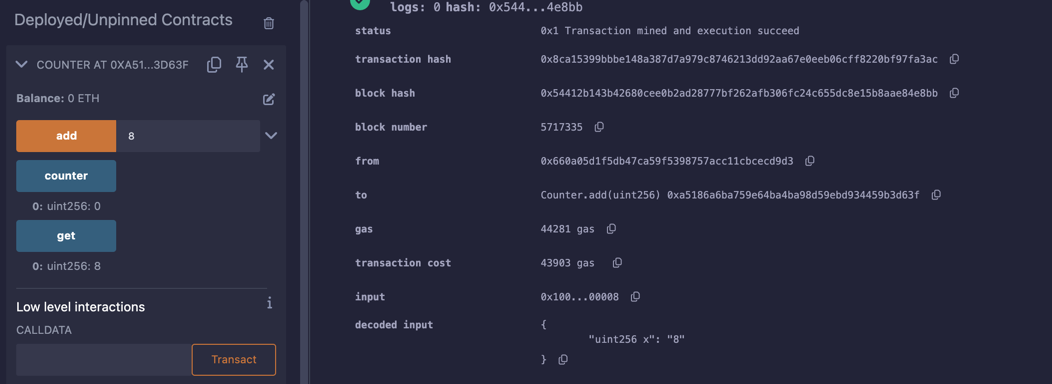 Deployed/Unpinned Contracts
COUNTER AT 0XA51...3D63F
Balance: 0 ETH
add 8
counter
0: uint256: 0
get
0: uint256: 8
Low level interactions i
CALLDATA
Transact
logs: 0 hash: 0x544...4e8bb
status 0x1 Transaction mined and execution succeed
transaction hash 0x8ca15399bbbe148a387d7a979c8746213dd92aa67e0eeb06cff8220bf97fa3ac
block hash 0x54412b143b42680cee0b2ad28777bf262afb306fc24c655dc8e15b8aae84e8bb
block number 5717335
from 0x660a05d1f5db47ca59f5398757acc11cbcecd9d3
to Counter.add(uint256) 0xa5186a6ba759e64ba4ba98d59ebd934459b3d63f
gas 44281 gas
transaction cost 43903 gas
input 0x100...00008
decoded input {
"uint256 x": "8"
}